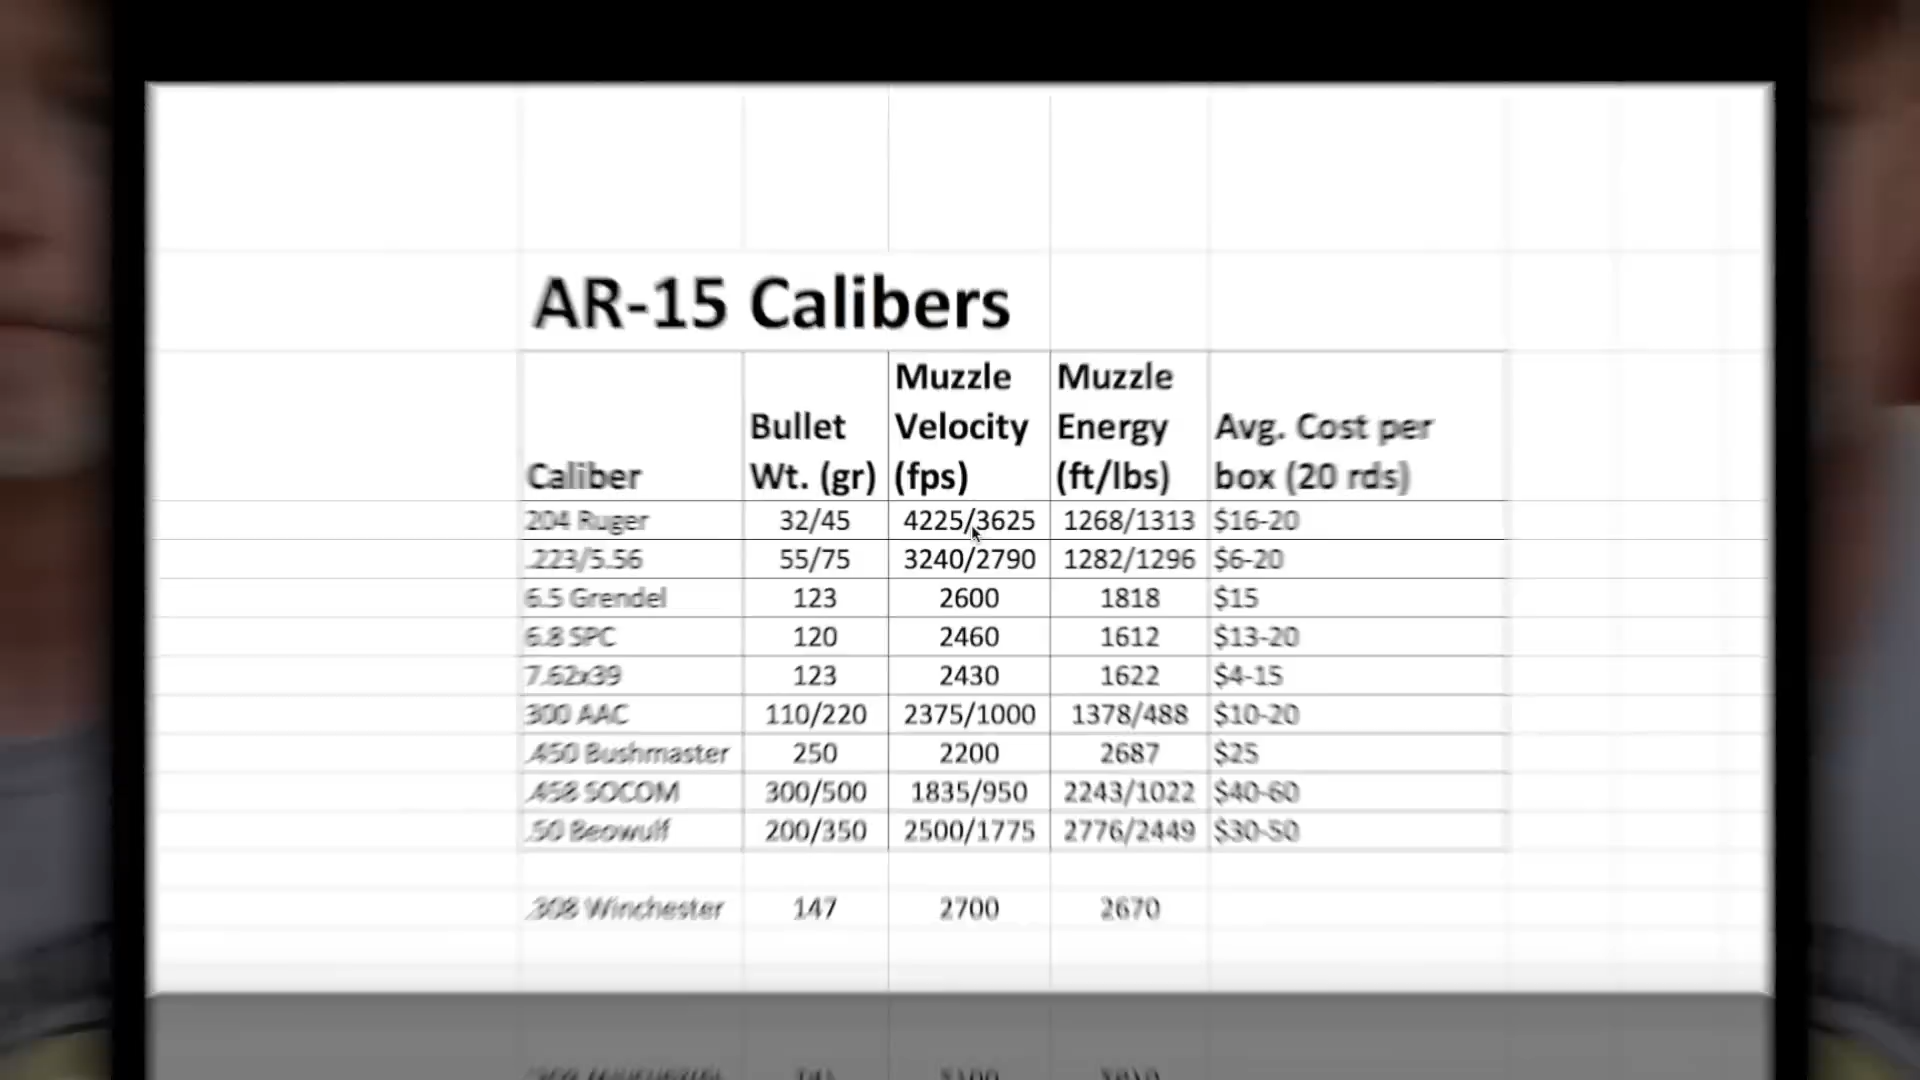 AR-15 Calibers
Caliber Bullet Wt. (gr) Muzzle Velocity (fps) Muzzle Energy (ft/lbs) Avg. Cost per box (20 rds)
204 Ruger 32/45 4225/3625 1268/1313 $16-20
.223/5.56 55/75 3240/2790 1282/1296 $6-20
6.5 Grendel 123 2600 1818 $15
6.8 SPC 120 2460 1612 $13-20
7.62x39 123 2430 1622 $4-15
300 AAC 110/220 2375/1000 1378/488 $10-20
.450 Bushmaster 250 2200 2687 $25
.458 SOCOM 300/500 1835/950 2243/1022 $40-60
.50 Beowulf 200/350 2500/1775 2776/2449 $30-50
.308 Winchester 147 2700 2670